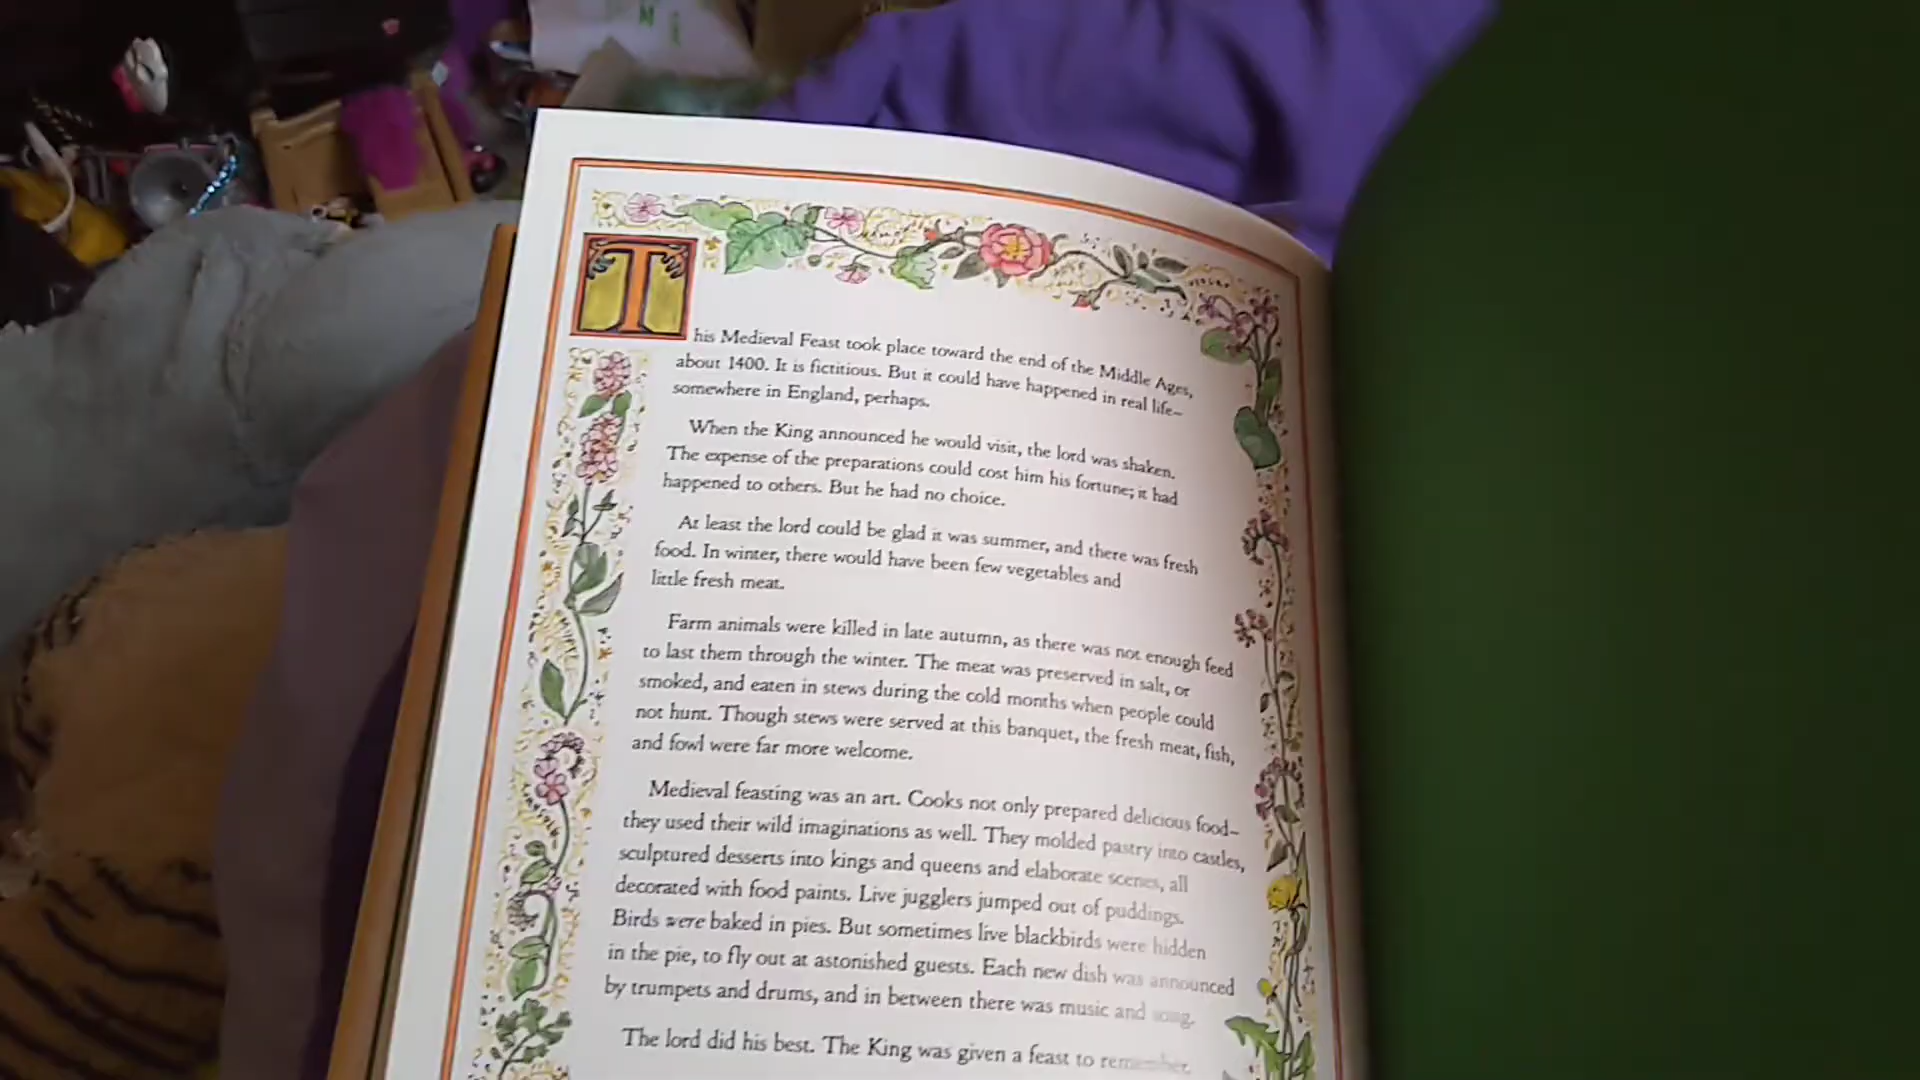 This Medieval Feast took place toward the end of the Middle Ages,
about 1400. It is fictitious. But it could have happened in real life–
somewhere in England, perhaps.
When the King announced he would visit, the lord was shaken.
The expense of the preparations could cost him his fortune; it had
happened to others. But he had no choice.
At least the lord could be glad it was summer, and there was fresh
food. In winter, there would have been few vegetables and
little fresh meat.
Farm animals were killed in late autumn, as there was not enough feed
to last them through the winter. The meat was preserved in salt, or
smoked, and eaten in stews during the cold months when people could
not hunt. Though stews were served at this banquet, the fresh meat, fish,
and fowl were far more welcome.
Medieval feasting was an art. Cooks not only prepared delicious food–
they used their wild imaginations as well. They molded pastry into castles,
sculptured desserts into kings and queens and elaborate scenes, all
decorated with food paints. Live jugglers jumped out of puddings.
Birds were baked in pies. But sometimes live blackbirds were hidden
in the pie, to fly out at astonished guests. Each new dish was announced
by trumpets and drums, and in between there was music and song.
The lord did his best. The King was given a feast to remember.